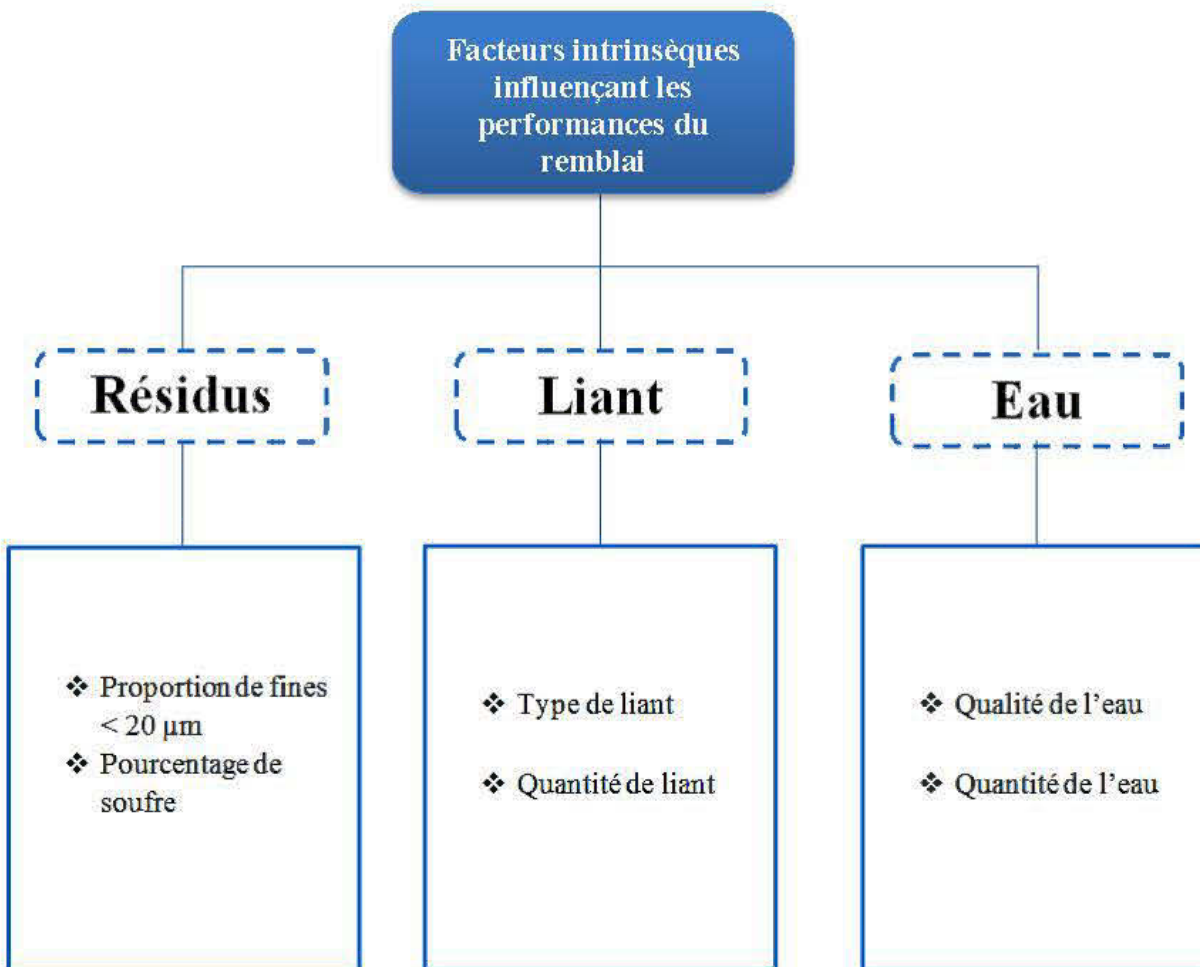 Facteurs intrinsèques
influençant les
performances du
remblai
Résidus
Liant
Eau
❖ Proportion de fines
< 20 µm
❖ Pourcentage de
soufre
❖ Type de liant
❖ Quantité de liant
❖ Qualité de l’eau
❖ Quantité de l’eau